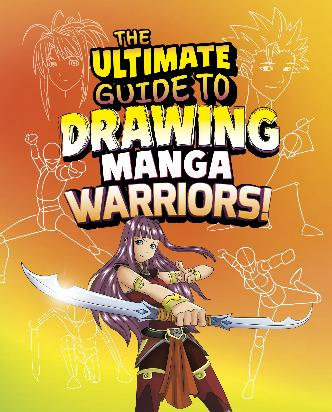 THE
ULTIMATE
GUIDE TO
DRAWING
MANGA
WARRIORS!